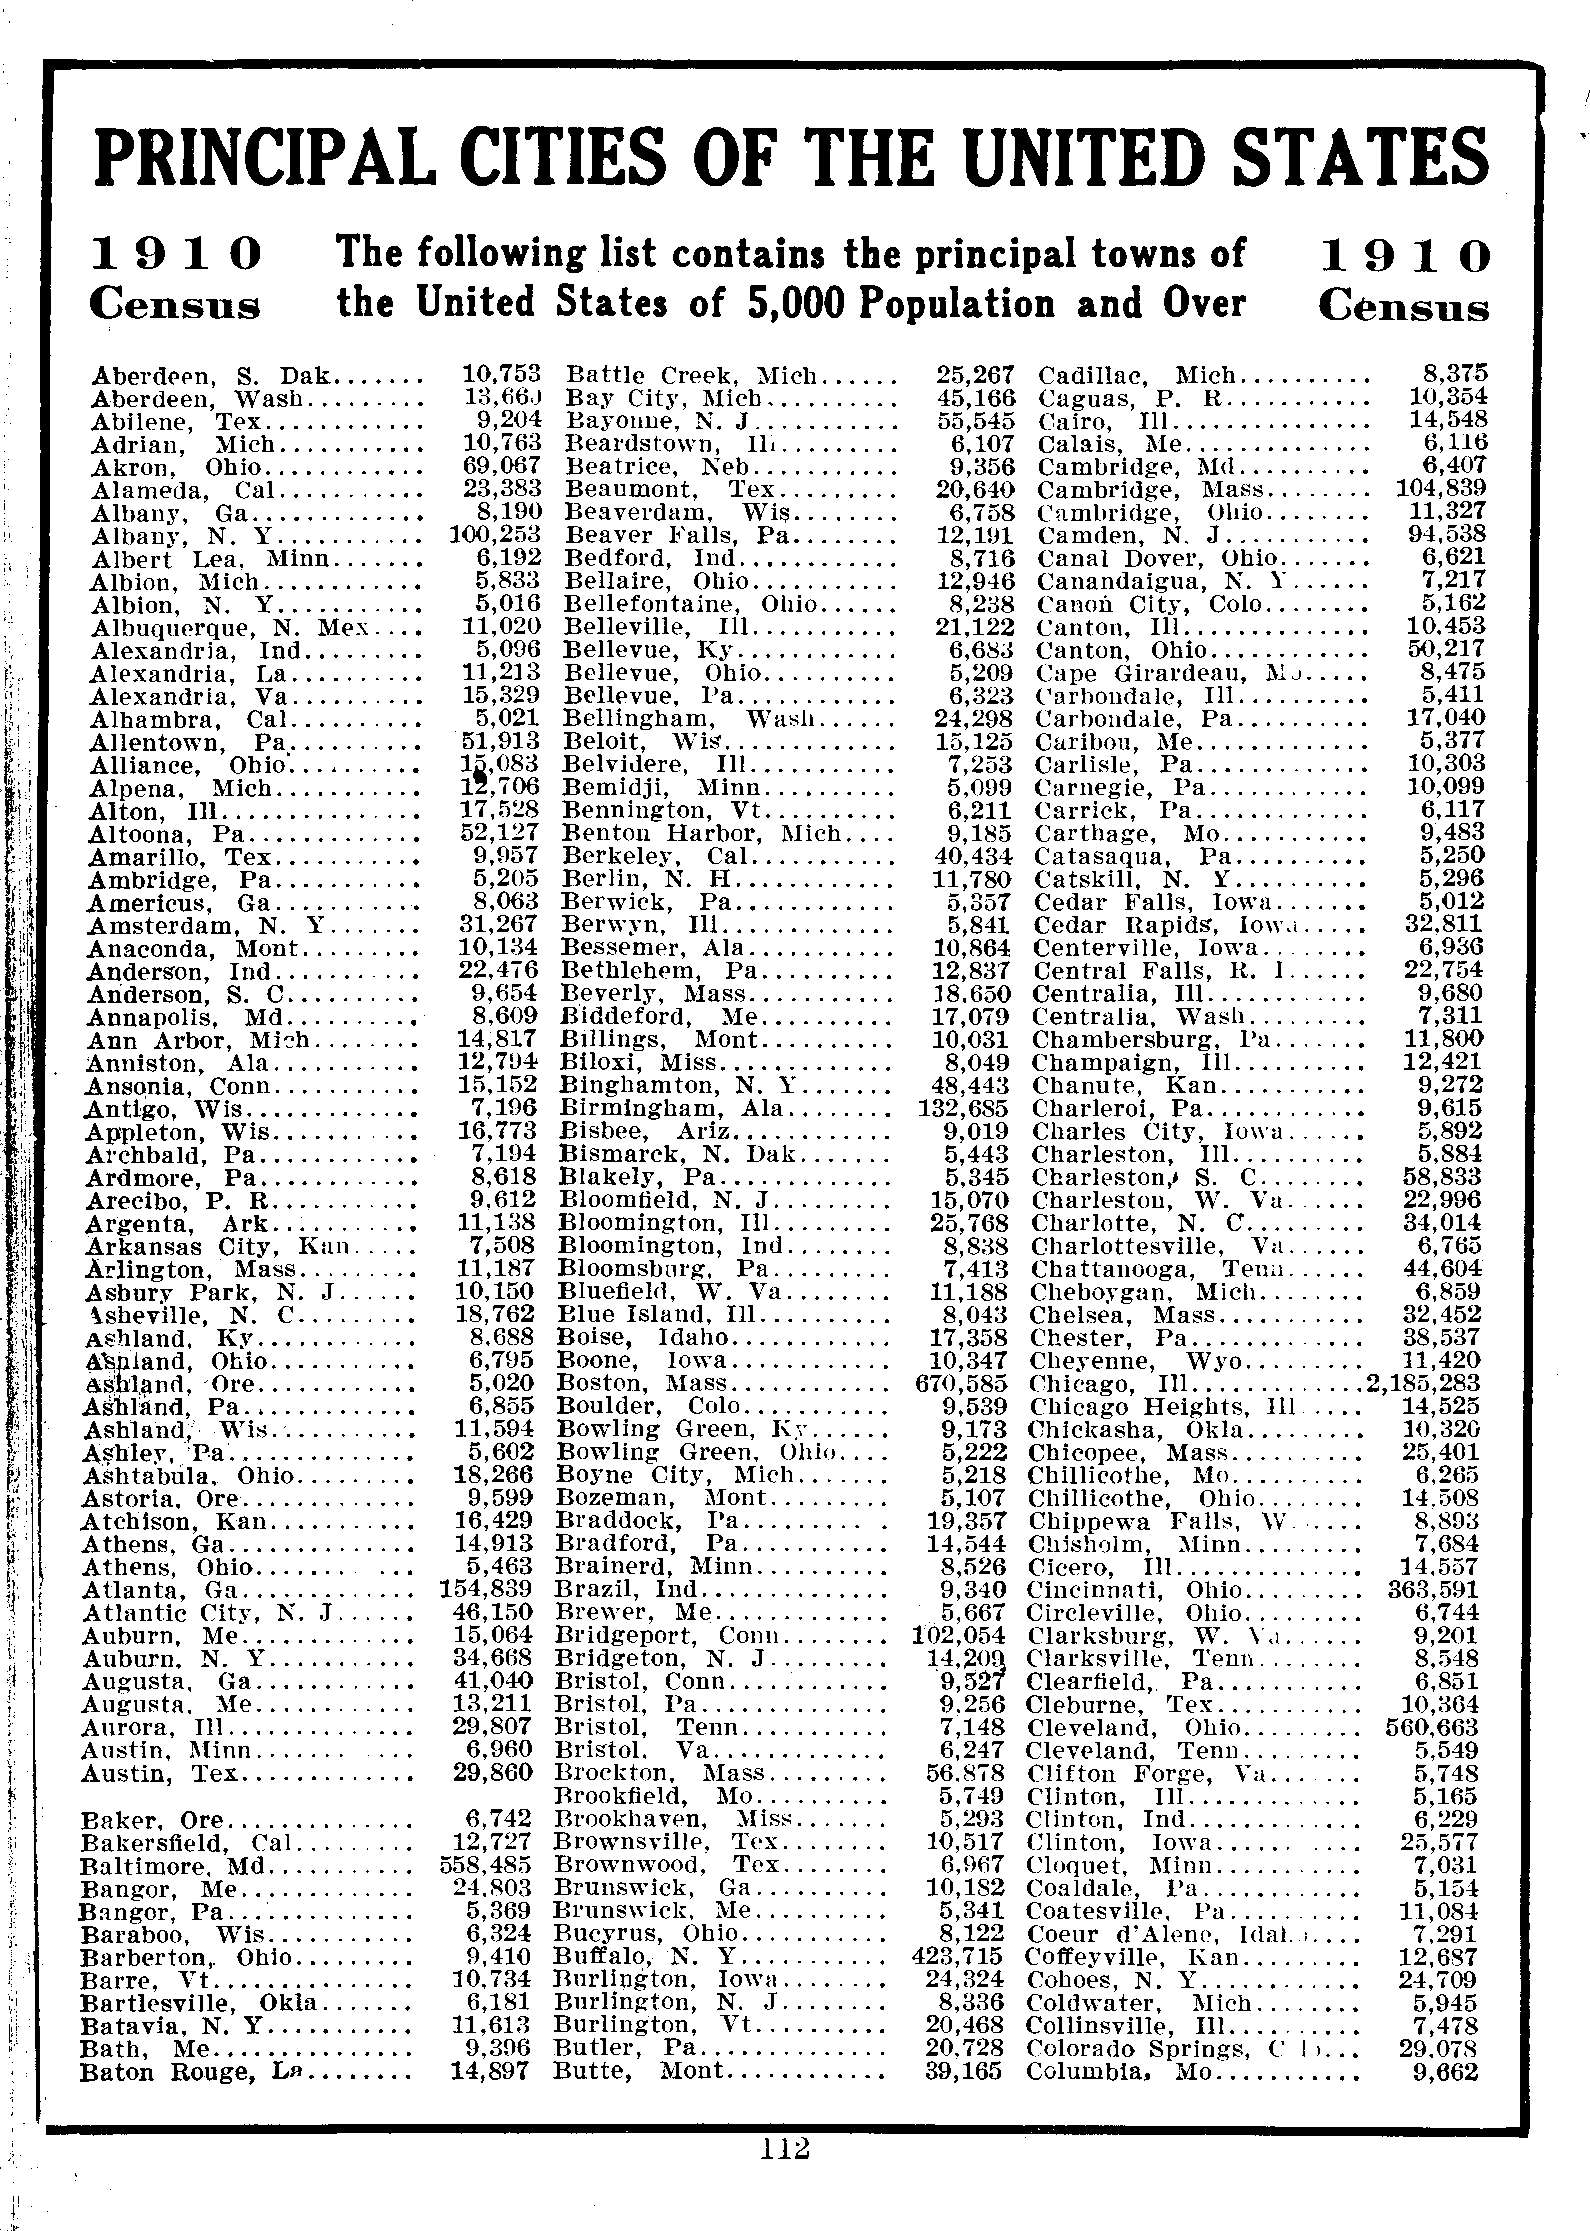 PRINCIPAL CITIES OF THE UNITED STATES
1910 Census
The following list contains the principal towns of
the United States of 5,000 Population and Over
1910 Census
Aberdeen, S. Dak....... 10,753
Aberdeen, Wash......... 13,660
Abilene, Tex............ 9,204
Adrian, Mich........... 10,763
Akron, Ohio............ 69,067
Alameda, Cal........... 23,383
Albany, Ga............. 8,190
Albany, N. Y........... 100,253
Albert Lea, Minn....... 6,192
Albion, Mich............ 5,833
Albion, N. Y........... 5,016
Albuquerque, N. Mex.... 11,020
Alexandria, Ind......... 5,096
Alexandria, La.......... 11,213
Alexandria, Va.......... 15,329
Alhambra, Cal.......... 5,021
Allentown, Pa.......... 51,913
Alliance, Ohio.......... 15,083
Alpena, Mich........... 12,706
Alton, Ill............... 17,528
Altoona, Pa............. 52,127
Amarillo, Tex........... 9,957
Ambridge, Pa........... 5,205
Americus, Ga........... 8,063
Amsterdam, N. Y....... 31,267
Anaconda, Mont......... 10,134
Anderson, Ind........... 22,476
Anderson, S. C.......... 9,654
Annapolis, Md.......... 8,609
Ann Arbor, Mich........ 14,817
Anniston, Ala........... 12,794
Ansonia, Conn........... 15,152
Antigo, Wis............. 7,196
Appleton, Wis........... 16,773
Archbald, Pa............ 7,194
Ardmore, Pa............ 8,618
Arecibo, P. R........... 9,612
Argenta, Ark........... 11,138
Arkansas City, Kan..... 7,508
Arlington, Mass......... 11,187
Asbury Park, N. J...... 10,150
Asheville, N. C......... 18,762
Ashland, Ky............ 8,688
Ashland, Ohio........... 6,795
Ashland, Ore............ 5,020
Ashland, Pa............. 6,855
Ashland, Wis........... 11,594
Ashley, Pa.............. 5,602
Ashtabula, Ohio......... 18,266
Astoria, Ore............. 9,599
Atchison, Kan........... 16,429
Athens, Ga.............. 14,913
Athens, Ohio........ ... 5,463
Atlanta, Ga............. 154,839
Atlantic City, N. J...... 46,150
Auburn, Me............. 15,064
Auburn, N. Y........... 34,668
Augusta, Ga............ 41,040
Augusta, Me............ 13,211
Aurora, Ill.............. 29,807
Austin, Minn........ ... 6,960
Austin, Tex............. 29,860
Baker, Ore.............. 6,742
Bakersfield, Cal......... 12,727
Baltimore, Md........... 558,485
Bangor, Me............. 24,803
Bangor, Pa.............. 5,369
Baraboo, Wis........... 6,324
Barberton, Ohio......... 9,410
Barre, Vt............... 10,734
Bartlesville, Okla....... 6,181
Batavia, N. Y........... 11,613
Bath, Me............... 9,396
Baton Rouge, La........ 14,897
Battle Creek, Mich...... 25,267
Bay City, Mich.......... 45,166
Bayonne, N. J........... 55,545
Beardstown, Ill......... 6,107
Beatrice, Neb........... 9,356
Beaumont, Tex......... 20,640
Beaverdam, Wis........ 6,758
Beaver Falls, Pa........ 12,191
Bedford, Ind............ 8,716
Bellaire, Ohio........... 12,946
Bellefontaine, Ohio...... 8,238
Belleville, Ill........... 21,122
Bellevue, Ky............ 6,683
Bellevue, Ohio.......... 5,209
Bellevue, Pa............ 6,323
Bellingham, Wash...... 24,298
Beloit, Wis............. 15,125
Belvidere, Ill........... 7,253
Bemidji, Minn.......... 5,099
Bennington, Vt.......... 6,211
Benton Harbor, Mich.... 9,185
Berkeley, Cal........... 40,434
Berlin, N. H............ 11,780
Berwick, Pa............ 5,357
Berwyn, Ill............. 5,841
Bessemer, Ala........... 10,864
Bethlehem, Pa.......... 12,837
Beverly, Mass........... 18,650
Biddeford, Me.......... 17,079
Billings, Mont.......... 10,031
Biloxi, Miss............. 8,049
Binghamton, N. Y....... 48,443
Birmingham, Ala........ 132,685
Bisbee, Ariz............ 9,019
Bismarck, N. Dak....... 5,443
Blakely, Pa............. 5,345
Bloomfield, N. J......... 15,070
Bloomington, Ill......... 25,768
Bloomington, Ind........ 8,838
Bloomsburg, Pa......... 7,413
Bluefield, W. Va........ 11,188
Blue Island, Ill.......... 8,043
Boise, Idaho............ 17,358
Boone, Iowa............ 10,347
Boston, Mass............ 670,585
Boulder, Colo........... 9,539
Bowling Green, Ky...... 9,173
Bowling Green, Ohio.... 5,222
Boyne City, Mich....... 5,218
Bozeman, Mont......... 5,107
Braddock, Pa.......... . 19,357
Bradford, Pa........... 14,544
Brainerd, Minn.......... 8,526
Brazil, Ind.............. 9,340
Brewer, Me............. 5,667
Bridgeport, Conn........ 102,054
Bridgeton, N. J......... 14,209
Bristol, Conn............ 9,527
Bristol, Pa.............. 9,256
Bristol, Tenn........... 7,148
Bristol, Va............. 6,247
Brockton, Mass......... 56,878
Brookfield, Mo.......... 5,749
Brookhaven, Miss....... 5,293
Brownsville, Tex........ 10,517
Brownwood, Tex........ 6,967
Brunswick, Ga.......... 10,182
Brunswick, Me.......... 5,341
Bucyrus, Ohio........... 8,122
Buffalo, N. Y........... 423,715
Burlington, Iowa........ 24,324
Burlington, N. J........ 8,336
Burlington, Vt.......... 20,468
Butler, Pa.............. 20,728
Butte, Mont............ 39,165
Cadillac, Mich.......... 8,375
Caguas, P. R........... 10,354
Cairo, Ill............... 14,548
Calais, Me.............. 6,116
Cambridge, Md.......... 6,407
Cambridge, Mass........ 104,839
Cambridge, Ohio........ 11,327
Camden, N. J........... 94,538
Canal Dover, Ohio....... 6,621
Canandaigua, N. Y...... 7,217
Canon City, Colo........ 5,162
Canton, Ill.............. 10,453
Canton, Ohio............ 50,217
Cape Girardeau, Mo..... 8,475
Carbondale, Ill.......... 5,411
Carbondale, Pa.......... 17,040
Caribou, Me............. 5,377
Carlisle, Pa............. 10,303
Carnegie, Pa............ 10,099
Carrick, Pa............. 6,117
Carthage, Mo........... 9,483
Catasaqua, Pa.......... 5,250
Catskill, N. Y.......... 5,296
Cedar Falls, Iowa....... 5,012
Cedar Rapids, Iowa..... 32,811
Centerville, Iowa........ 6,936
Central Falls, R. I...... 22,754
Centralia, Ill............ 9,680
Centralia, Wash......... 7,311
Chambersburg, Pa....... 11,800
Champaign, Ill.......... 12,421
Chanute, Kan........... 9,272
Charleroi, Pa............ 9,615
Charles City, Iowa...... 5,892
Charleston, Ill.......... 5,884
Charleston, S. C........ 58,833
Charleston, W. Va...... 22,996
Charlotte, N. C......... 34,014
Charlottesville, Va...... 6,765
Chattanooga, Tenn...... 44,604
Cheboygan, Mich........ 6,859
Chelsea, Mass........... 32,452
Chester, Pa............. 38,537
Cheyenne, Wyo......... 11,420
Chicago, Ill.............2,185,283
Chicago Heights, Ill..... 14,525
Chickasha, Okla......... 10,320
Chicopee, Mass.......... 25,401
Chillicothe, Mo.......... 6,265
Chillicothe, Ohio........ 14,508
Chippewa Falls, W...... 8,893
Chisholm, Minn......... 7,684
Cicero, Ill.............. 14,557
Cincinnati, Ohio......... 363,591
Circleville, Ohio......... 6,744
Clarksburg, W. Va...... 9,201
Clarksville, Tenn........ 8,548
Clearfield, Pa........... 6,851
Cleburne, Tex........... 10,364
Cleveland, Ohio......... 560,663
Cleveland, Tenn......... 5,549
Clifton Forge, Va....... 5,748
Clinton, Ill............. 5,165
Clinton, Ind............. 6,229
Clinton, Iowa........... 25,577
Cloquet, Minn........... 7,031
Coaldale, Pa............ 5,154
Coatesville, Pa.......... 11,084
Coeur d'Alene, Idaho.... 7,291
Coffeyville, Kan......... 12,687
Cohoes, N. Y............ 24,709
Coldwater, Mich........ 5,945
Collinsville, Ill.......... 7,478
Colorado Springs, ... 29,078
Columbia, Mo........... 9,662
112